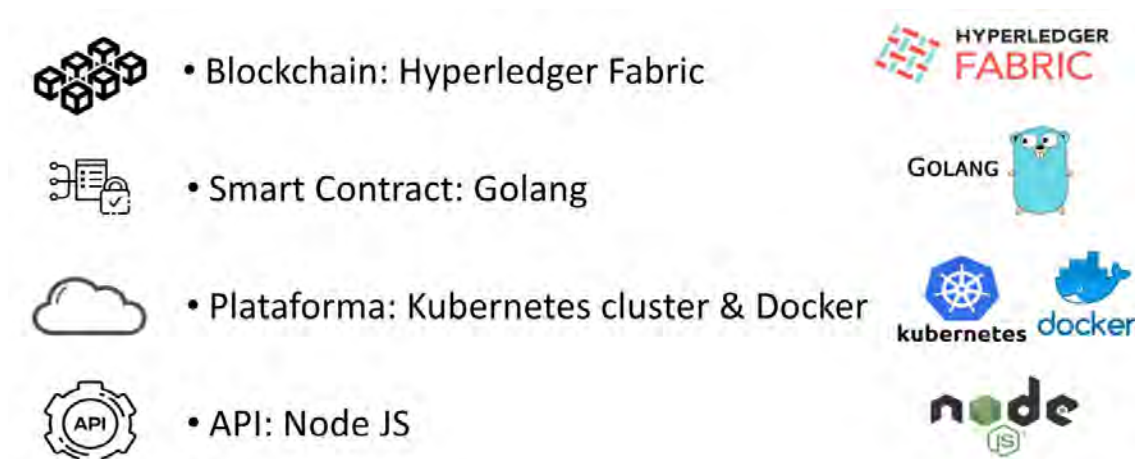 • Blockchain: Hyperledger Fabric
HYPERLEDGER
FABRIC
• Smart Contract: Golang
GOLANG
• Plataforma: Kubernetes cluster & Docker
kubernetes
docker
API
• API: Node JS
node
JS